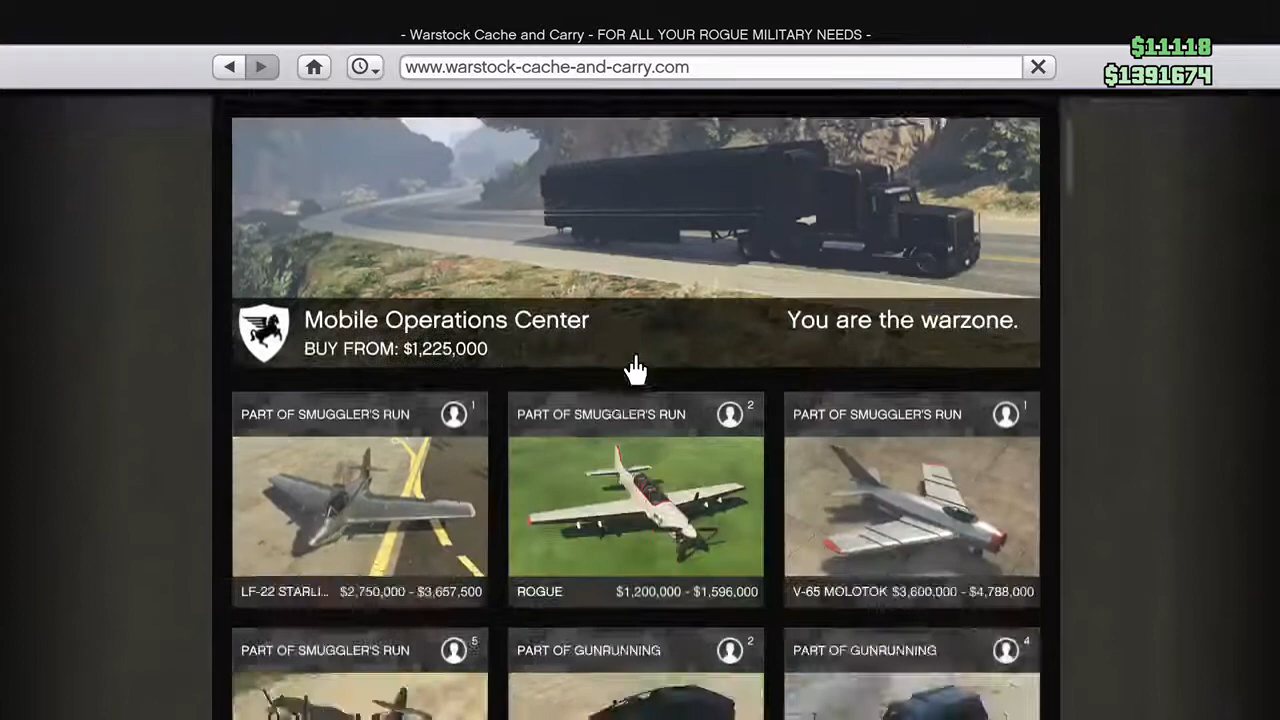 - Warstock Cache and Carry - FOR ALL YOUR ROGUE MILITARY NEEDS -
$11118
www.warstock-cache-and-carry.com
$1391674
Mobile Operations Center
You are the warzone.
BUY FROM: $1,225,000
PART OF SMUGGLER'S RUN 1
PART OF SMUGGLER'S RUN 2
PART OF SMUGGLER'S RUN 1
LF-22 STARLI... $2,750,000 - $3,657,500
ROGUE $1,200,000 - $1,596,000
V-65 MOLOTOK $3,600,000 - $4,788,000
PART OF SMUGGLER'S RUN 5
PART OF GUNRUNNING 2
PART OF GUNRUNNING 4